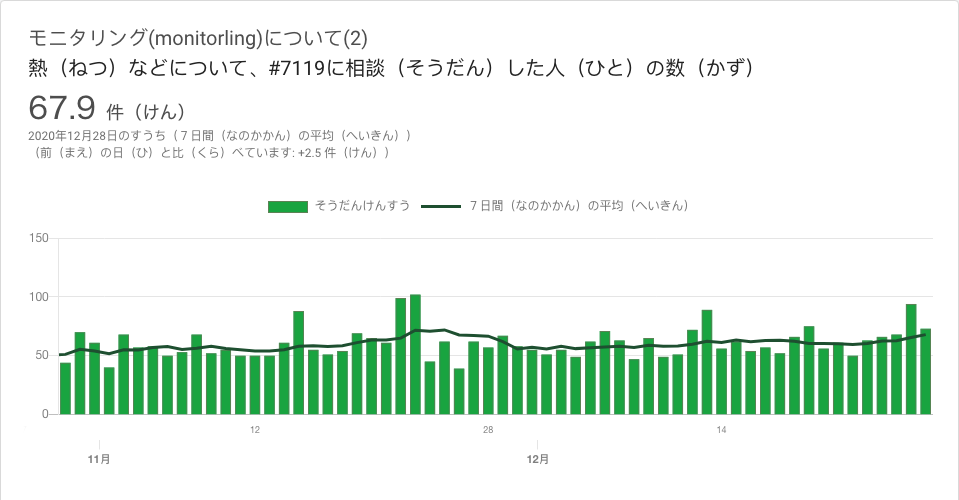 モニタリング(monitorling)について(2)
熱（ねつ）などについて、#7119に相談（そうだん）した人（ひと）の数（かず）
67.9 件（けん）
2020年12月28日のすうち（７日間（なのかかん）の平均（へいきん））
（前（まえ）の日（ひ）と比（くら）べています: +2.5 件（けん））
そうだんけんすう ７日間（なのかかん）の平均（へいきん）
150
100
50
0
12 28 14
11月 12月